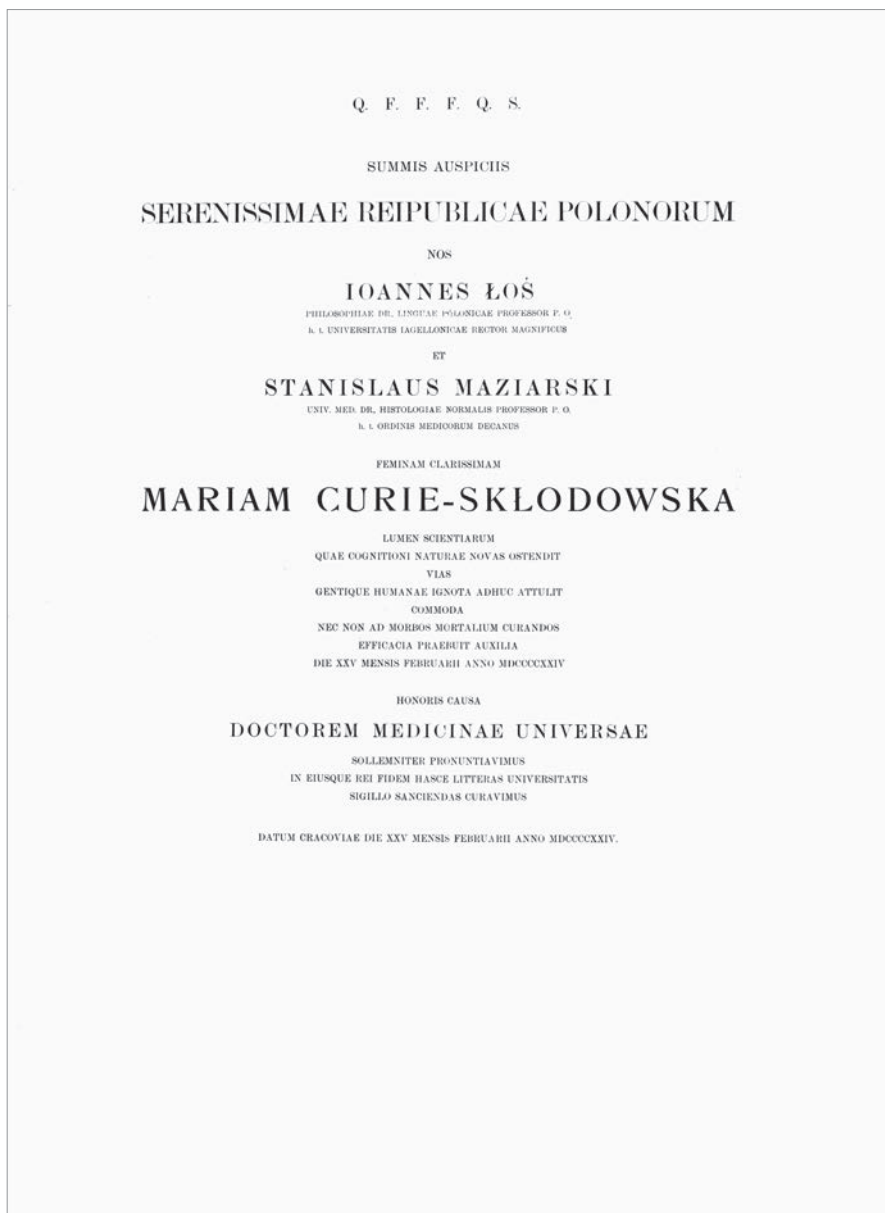 Q. F. F. F. Q. S.
SUMMIS AUSPICIIS
SERENISSIMAE REIPUBLICAE POLONORUM
NOS
IOANNES ŁOŚ
PHILOSOPHIAE DR, LINGUAE POLONICAE PROFESSOR P. O.
h. t. UNIVERSITATIS IAGELLONICAE RECTOR MAGNIFICUS
ET
STANISLAUS MAZIARSKI
UNIV. MED. DR, HISTOLOGIAE NORMALIS PROFESSOR P. O.
h. t. ORDINIS MEDICORUM DECANUS
FEMINAM CLARISSIMAM
MARIAM CURIE-SKŁODOWSKA
LUMEN SCIENTIARUM
QUAE COGNITIONI NATURAE NOVAS OSTENDIT
VIAS
GENTIQUE HUMANAE IGNOTA ADHUC ATTULIT
COMMODA
NEC NON AD MORBOS MORTALIUM CURANDOS
EFFICACIA PRAEBUIT AUXILIA
DIE XXV MENSIS FEBRUARII ANNO MDCCCCXXIV
HONORIS CAUSA
DOCTOREM MEDICINAE UNIVERSAE
SOLLEMNITER PRONUNTIAVIMUS
IN EIUSQUE REI FIDEM HASCE LITTERAS UNIVERSITATIS
SIGILLO SANCIENDAS CURAVIMUS
DATUM CRACOVIAE DIE XXV MENSIS FEBRUARII ANNO MDCCCCXXIV.